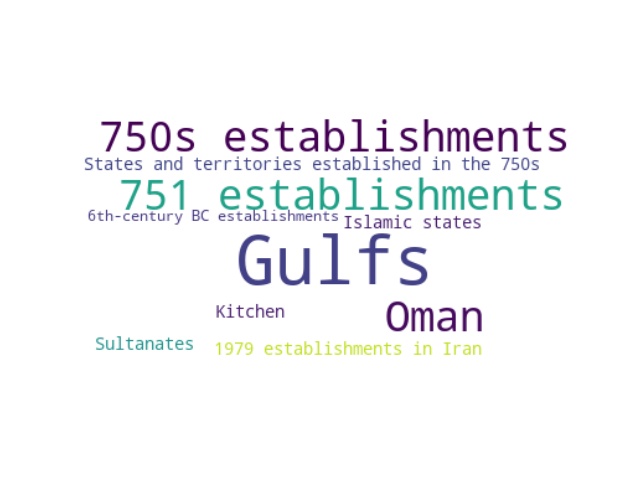 750s establishments
States and territories established in the 750s
751 establishments
6th-century BC establishments
Islamic states
Gulfs
Kitchen
Oman
Sultanates
1979 establishments in Iran